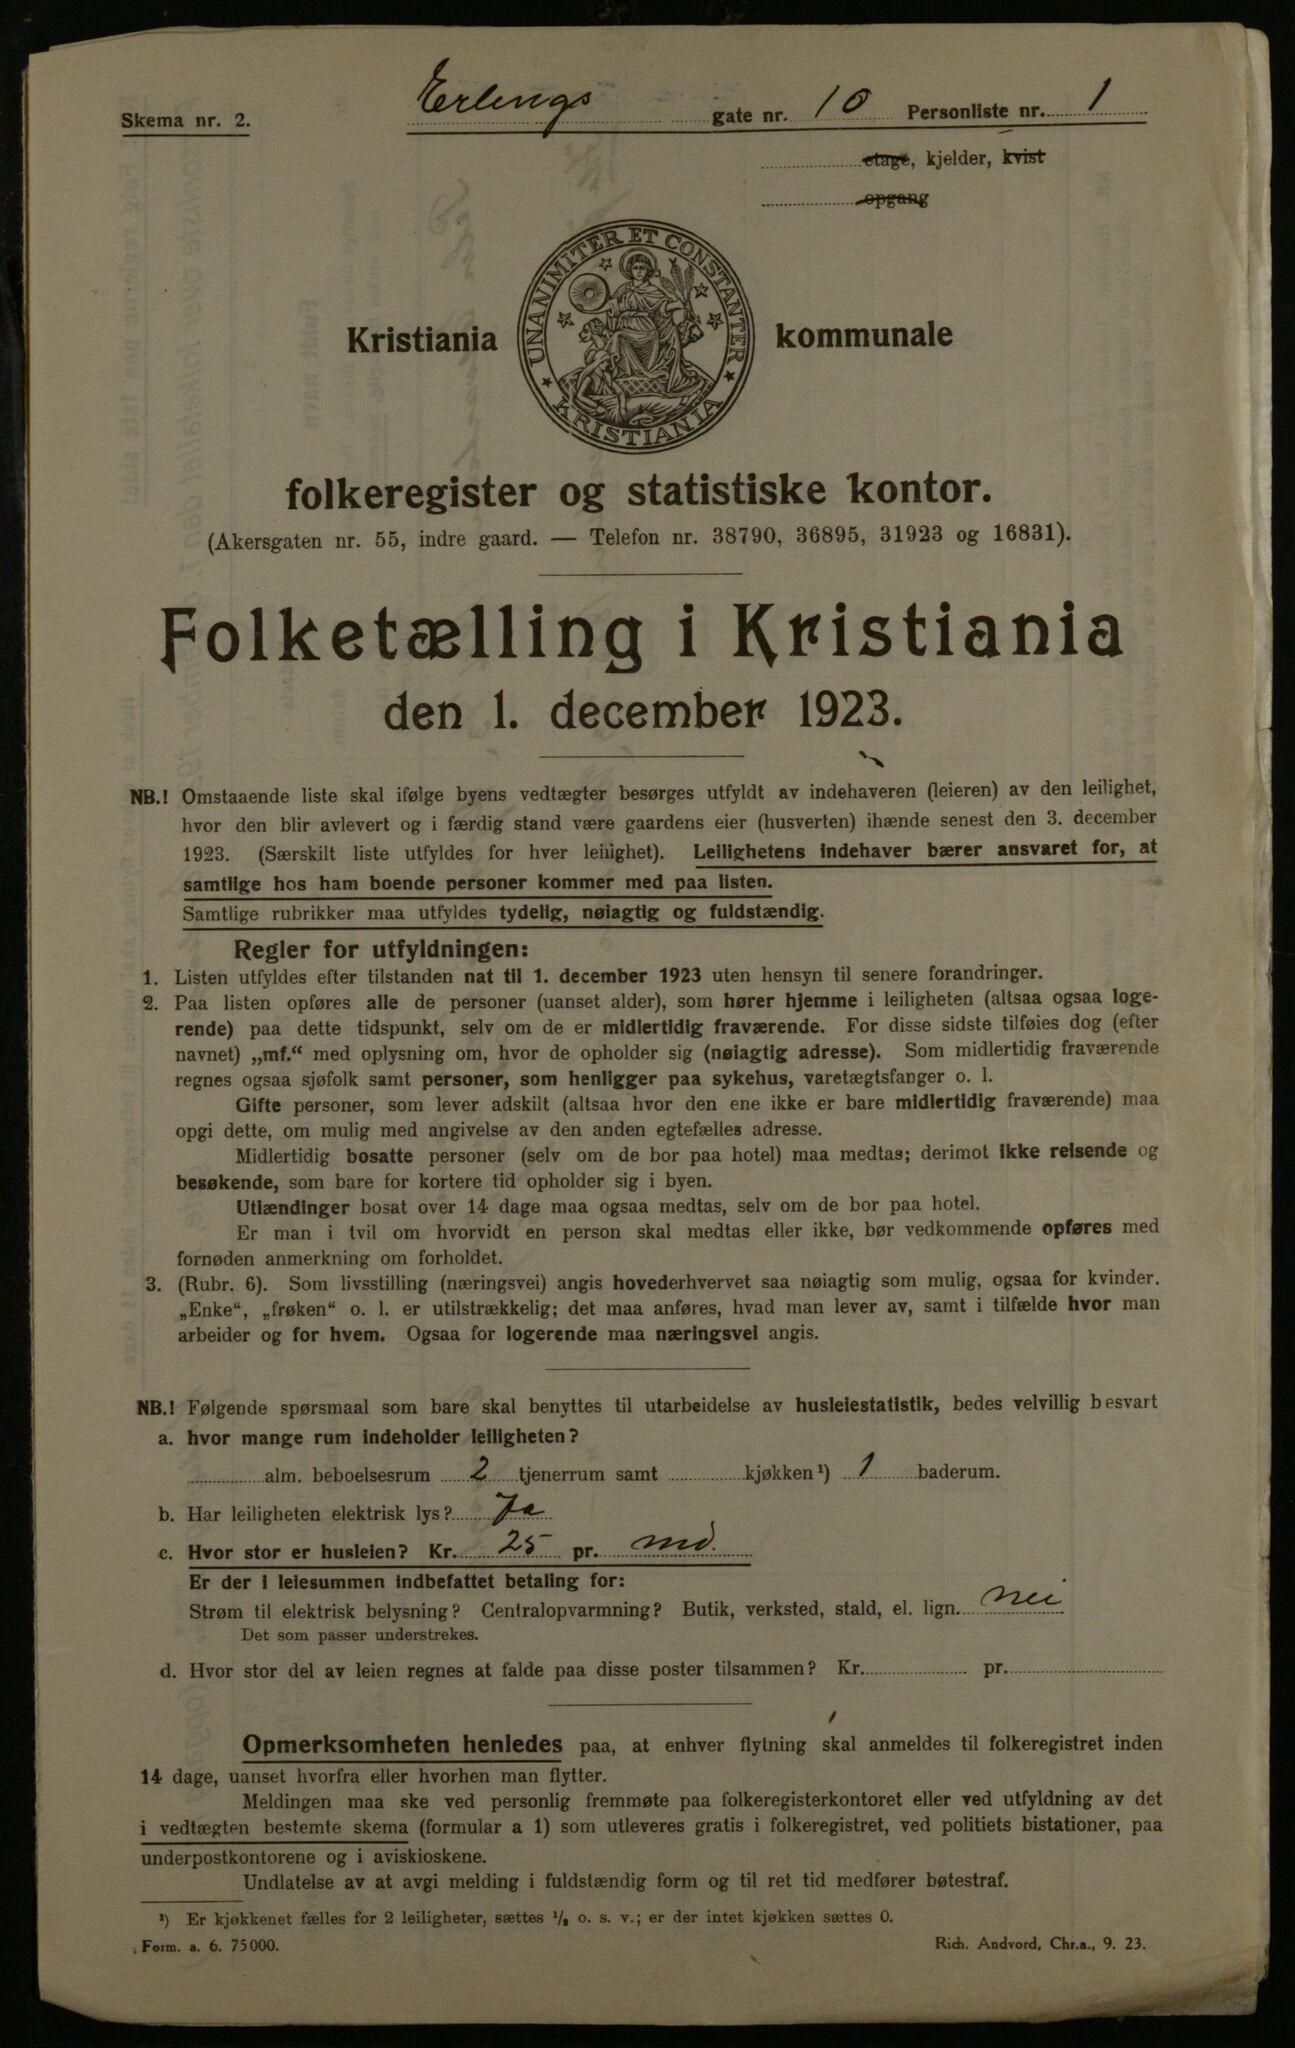 Skema nr. 2.
Erlings gate nr. 10 Personliste nr. 1
etage, kjelder, kvist
opgang
UNANIMITER ET CONSTANTER
KRISTIANIA
Kristiania kommunale
folkeregister og statistiske kontor.
(Akersgaten nr. 55, indre gaard. — Telefon nr. 38790, 36895, 31923 og 16831).
Folketælling i Kristiania
den 1. december 1923.
NB.! Omstaaende liste skal ifølge byens vedtægter besørges utfyldt av indehaveren (leieren) av den leilighet,
hvor den blir avlevert og i færdig stand være gaardens eier (husverten) ihænde senest den 3. december
1923. (Særskilt liste utfyldes for hver leilighet). Leilighetens indehaver bærer ansvaret for, at
samtlige hos ham boende personer kommer med paa listen.
Samtlige rubrikker maa utfyldes tydelig, nøiagtig og fuldstændig.
Regler for utfyldningen:
1. Listen utfyldes efter tilstanden nat til 1. december 1923 uten hensyn til senere forandringer.
2. Paa listen opføres alle de personer (uanset alder), som hører hjemme i leiligheten (altsaa ogsaa loge-
rende) paa dette tidspunkt, selv om de er midlertidig fraværende. For disse sidste tilføies dog (efter
navnet) „mf.“ med oplysning om, hvor de opholder sig (nøiagtig adresse). Som midlertidig fraværende
regnes ogsaa sjøfolk samt personer, som henligger paa sykehus, varetægtsfanger o. l.
Gifte personer, som lever adskilt (altsaa hvor den ene ikke er bare midlertidig fraværende) maa
opgi dette, om mulig med angivelse av den anden egtefælles adresse.
Midlertidig bosatte personer (selv om de bor paa hotel) maa medtas; derimot ikke reisende og
besøkende, som bare for kortere tid opholder sig i byen.
Utlændinger bosat over 14 dage maa ogsaa medtas, selv om de bor paa hotel.
Er man i tvil om hvorvidt en person skal medtas eller ikke, bør vedkommende opføres med
fornøden anmerkning om forholdet.
3. (Rubr. 6). Som livsstilling (næringsvei) angis hovederhvervet saa nøiagtig som mulig, ogsaa for kvinder.
„Enke“, „frøken“ o. l. er utilstrækkelig; det maa anføres, hvad man lever av, samt i tilfælde hvor man
arbeider og for hvem. Ogsaa for logerende maa næringsvei angis.
NB.! Følgende spørsmaal som bare skal benyttes til utarbeidelse av husleiestatistik, bedes velvillig besvart
a. hvor mange rum indeholder leiligheten?
alm. beboelsesrum 2 tjenerrum samt kjøkken ¹) 1 baderum.
b. Har leiligheten elektrisk lys? Ja
c. Hvor stor er husleien? Kr. 25 pr. md.
Er der i leiesummen indbefattet betaling for:
Strøm til elektrisk belysning? Centralopvarmning? Butik, verksted, stald, el. lign. nei
Det som passer understrekes.
d. Hvor stor del av leien regnes at falde paa disse poster tilsammen? Kr. pr.
Opmerksomheten henledes paa, at enhver flytning skal anmeldes til folkeregistret inden
14 dage, uanset hvorfra eller hvorhen man flytter.
Meldingen maa ske ved personlig fremmøte paa folkeregisterkontoret eller ved utfyldning av det
i vedtægten bestemte skema (formular a 1) som utleveres gratis i folkeregistret, ved politiets bistationer, paa
underpostkontorene og i aviskioskene.
Undlatelse av at avgi melding i fuldstændig form og til ret tid medfører bøtestraf.
¹) Er kjøkkenet fælles for 2 leiligheter, sættes ½ o. s. v.; er der intet kjøkken sættes 0.
Form. a. 6. 75000.
Rich. Andvord, Chr.a., 9. 23.